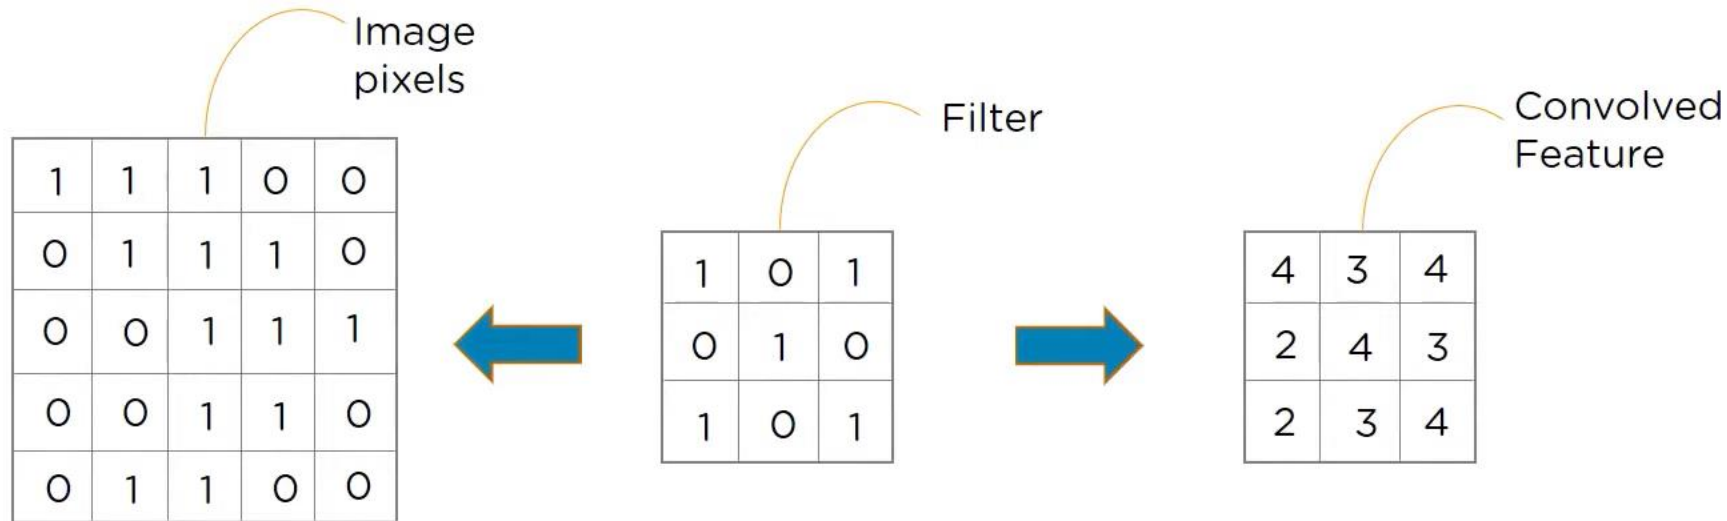 Image
pixels
Filter
Convolved
Feature
1 1 1 0 0
0 1 1 1 0
0 0 1 1 1
0 0 1 1 0
0 1 1 0 0
1 0 1
0 1 0
1 0 1
4 3 4
2 4 3
2 3 4